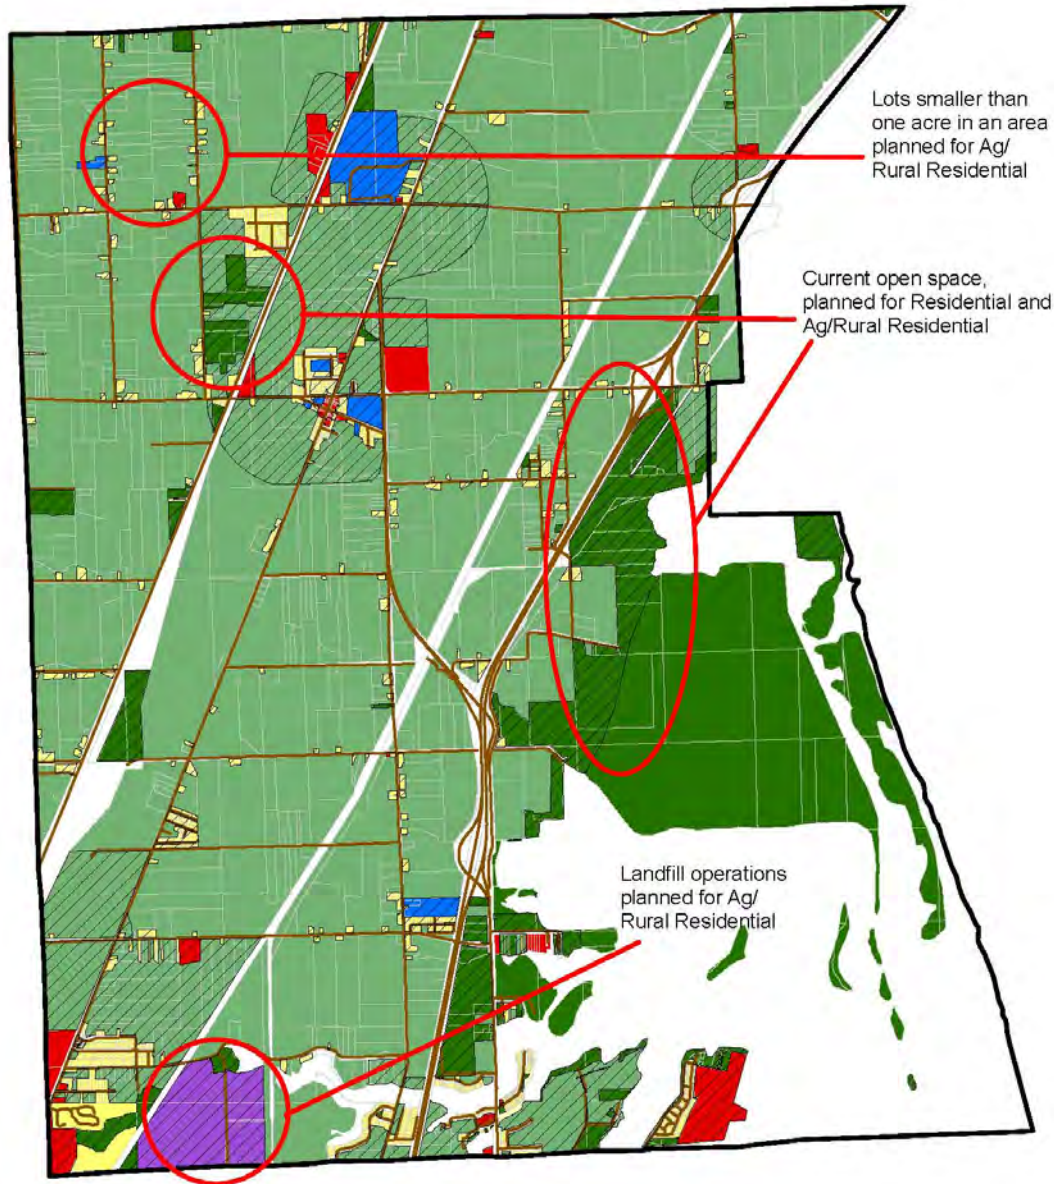 Lots smaller than
one acre in an area
planned for Ag/
Rural Residential
Current open space,
planned for Residential and
Ag/Rural Residential
Landfill operations
planned for Ag/
Rural Residential